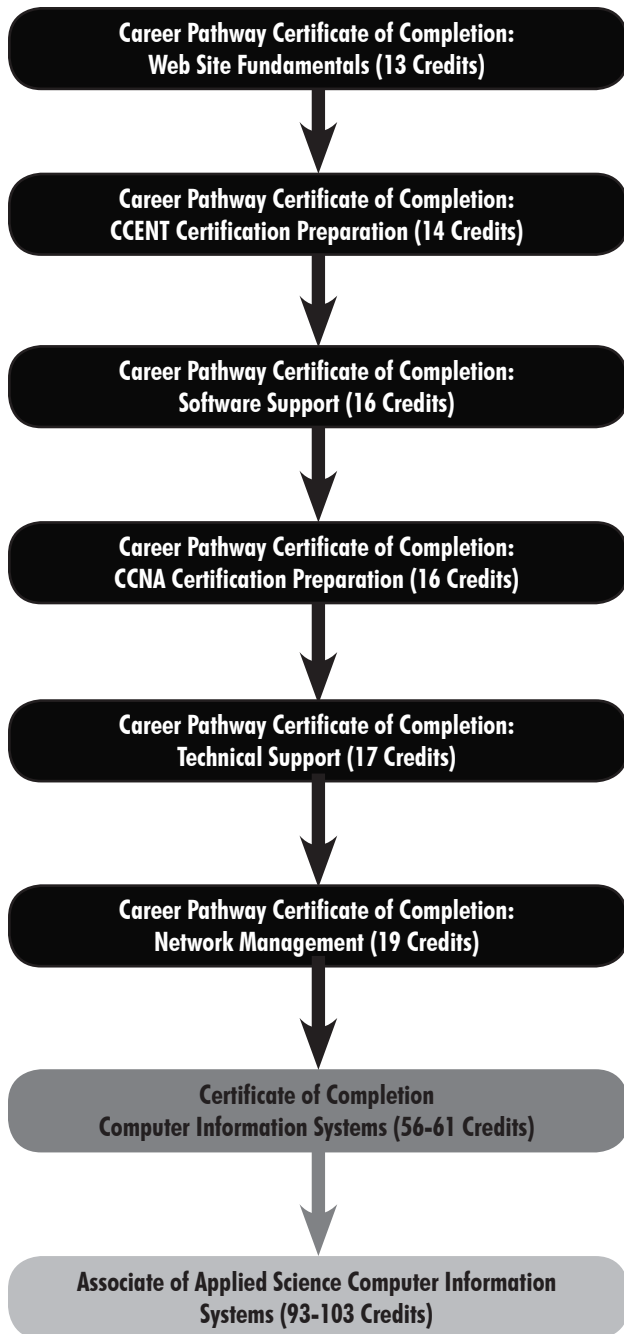 Career Pathway Certificate of Completion:
Web Site Fundamentals (13 Credits)
Career Pathway Certificate of Completion:
CCENT Certification Preparation (14 Credits)
Career Pathway Certificate of Completion:
Software Support (16 Credits)
Career Pathway Certificate of Completion:
CCNA Certification Preparation (16 Credits)
Career Pathway Certificate of Completion:
Technical Support (17 Credits)
Career Pathway Certificate of Completion:
Network Management (19 Credits)
Certificate of Completion
Computer Information Systems (56-61 Credits)
Associate of Applied Science Computer Information
Systems (93-103 Credits)